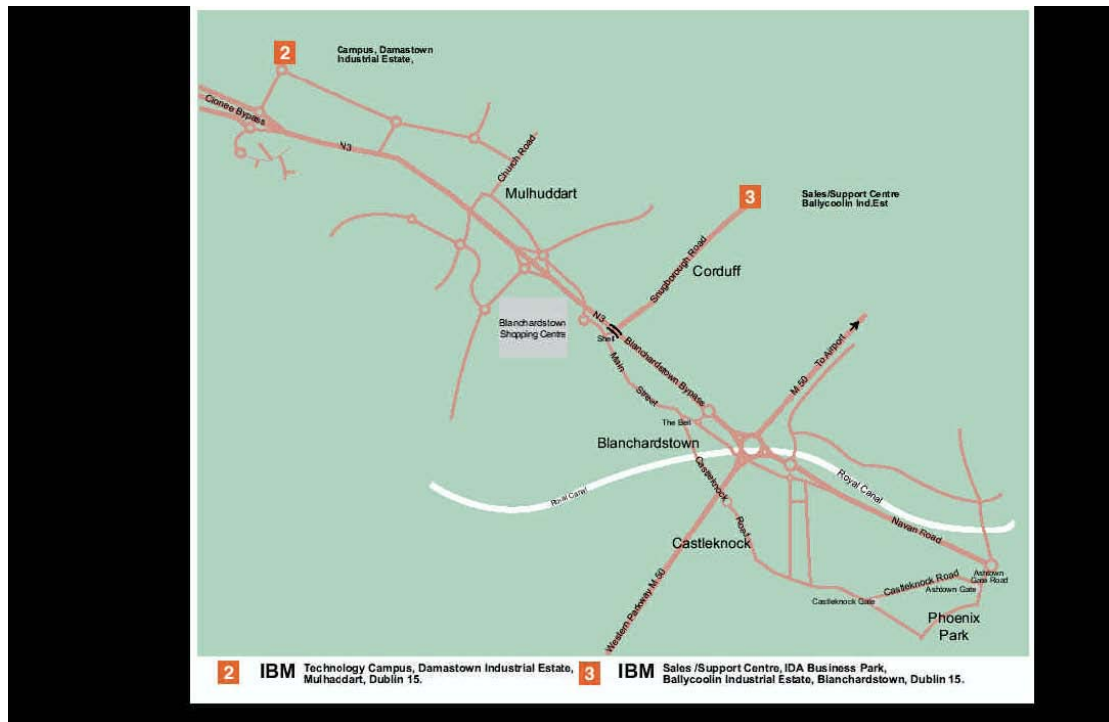 2
Campus, Damastown
Industrial Estate,
Clonee Bypass
N3
Church Road
Mulhuddart
3
Sales/Support Centre
Ballycoolin Ind.Est
Snugborough Road
Corduff
Blanchardstown
Shopping Centre
N3
Shell
Blanchardstown Bypass
Main
Street
To Airport
M 50
The Bell
Blanchardstown
Castleknock
Road
Royal Canal
Royal Canal
Navan Road
Castleknock
Western Parkway M 50
Castleknock Road
Ashtown
Gate Road
Ashtown Gate
Castleknock Gate
Phoenix
Park
2 IBM Technology Campus, Damastown Industrial Estate,
Mulhaddart, Dublin 15.
3 IBM Sales /Support Centre, IDA Business Park,
Ballycoolin Industrial Estate, Blanchardstown, Dublin 15.